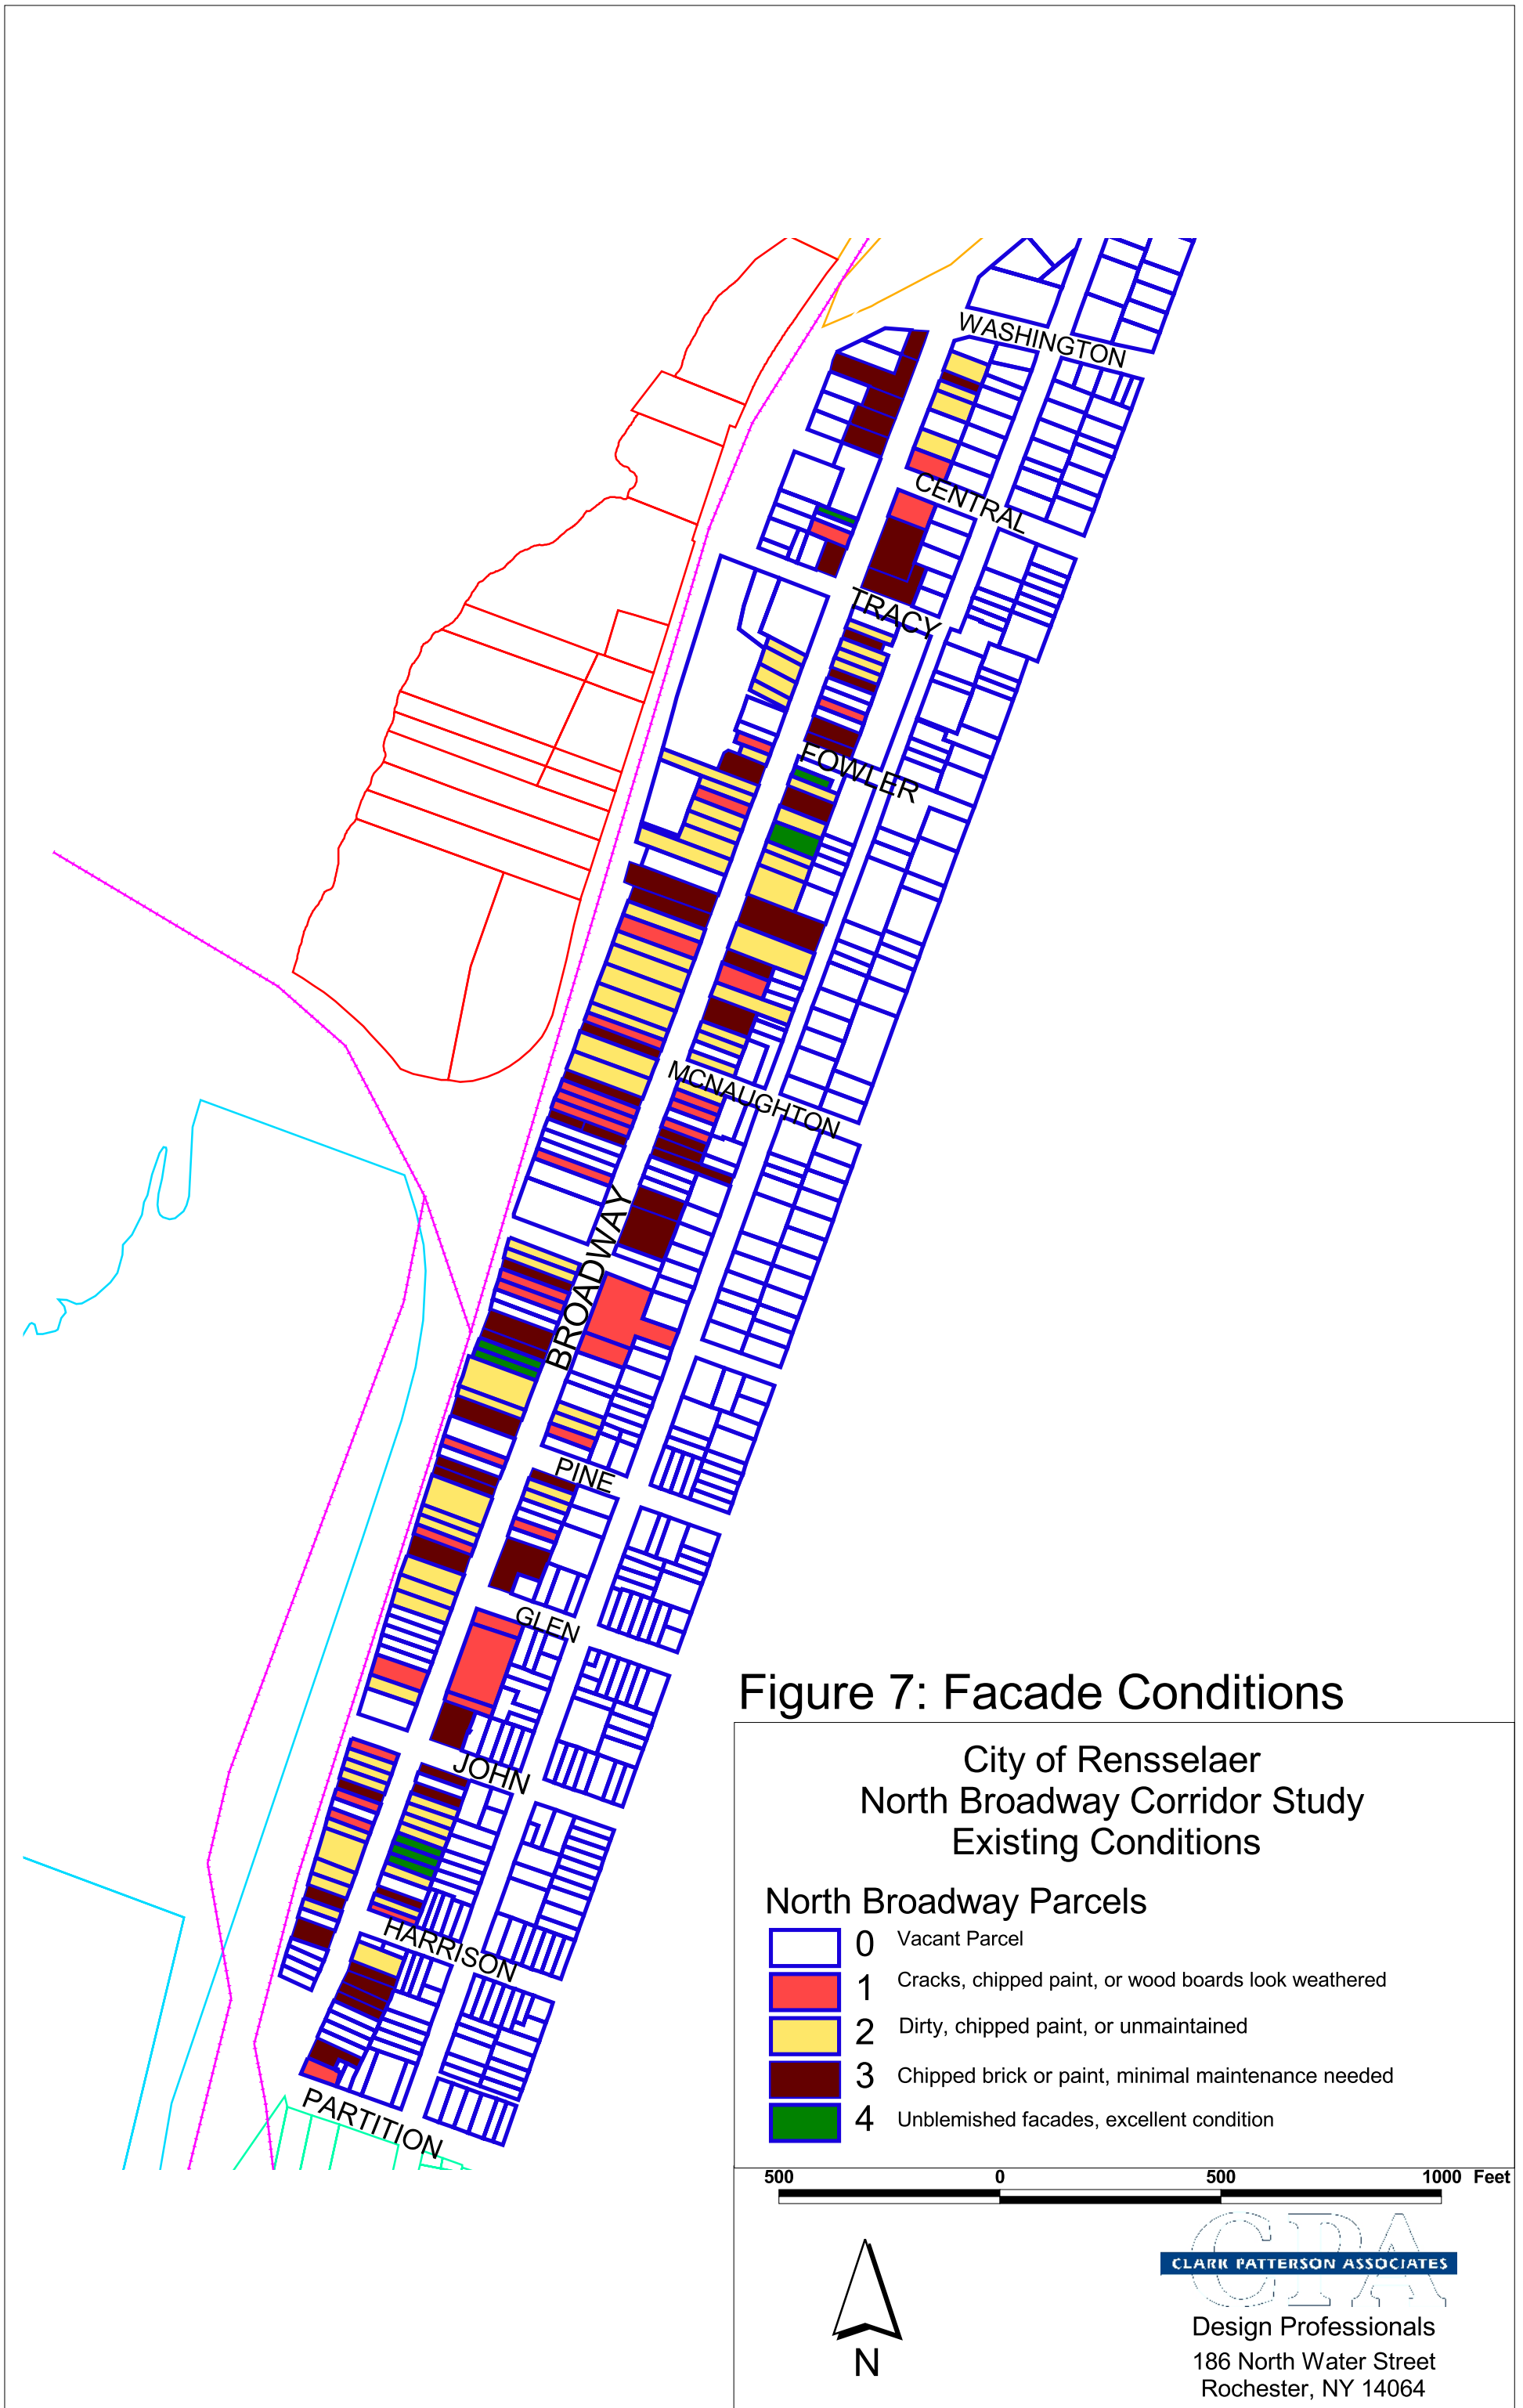 WASHINGTON
CENTRAL
TRACY
FOWLER
MCNAUGHTON
BROADWAY
PINE
GLEN
JOHN
HARRISON
PARTITION
Figure 7: Facade Conditions
City of Rensselaer
North Broadway Corridor Study
Existing Conditions
North Broadway Parcels
0 Vacant Parcel
1 Cracks, chipped paint, or wood boards look weathered
2 Dirty, chipped paint, or unmaintained
3 Chipped brick or paint, minimal maintenance needed
4 Unblemished facades, excellent condition
500 0 500 1000 Feet
CPA
CLARK PATTERSON ASSOCIATES
Design Professionals
186 North Water Street
Rochester, NY 14064
N